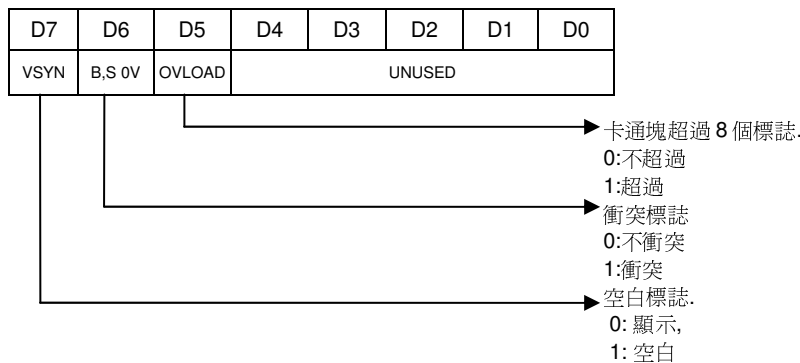 D7 D6 D5 D4 D3 D2 D1 D0
VSYN B,S 0V OVLOAD UNUSED
卡通塊超過 8 個標誌.
0:不超過
1:超過
衝突標誌
0:不衝突
1:衝突
空白標誌.
0: 顯示,
1: 空白